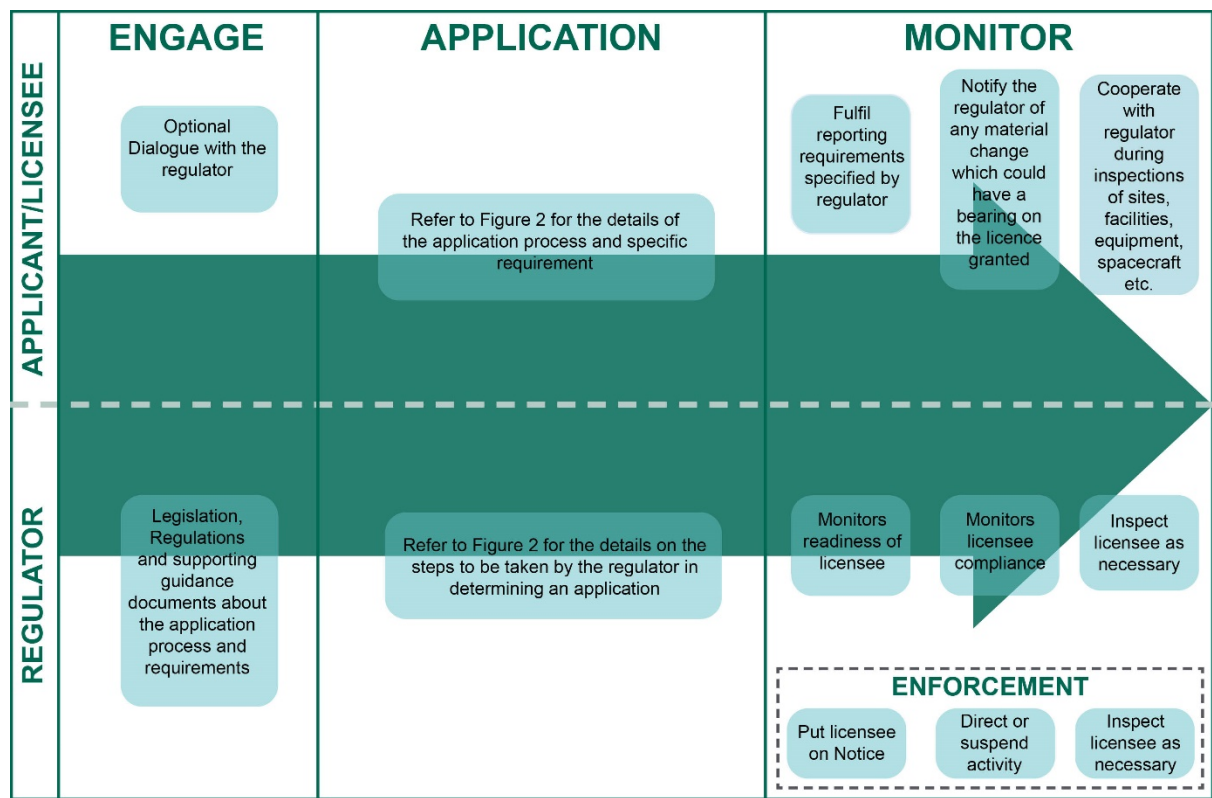 ENGAGE
APPLICATION
MONITOR
APPLICANT/LICENSEE
Optional
Dialogue with the
regulator
Refer to Figure 2 for the details of
the application process and specific
requirement
Fulfil
reporting
requirements
specified by
regulator
Notify the
regulator of
any material
change
which could
have a
bearing on
the licence
granted
Cooperate
with
regulator
during
inspections
of sites,
facilities,
equipment,
spacecraft
etc.
REGULATOR
Legislation,
Regulations
and supporting
guidance
documents about
the application
process and
requirements
Refer to Figure 2 for the details on the
steps to be taken by the regulator in
determining an application
Monitors
readiness of
licensee
Monitors
licensee
compliance
Inspect
licensee as
necessary
ENFORCEMENT
Put licensee
on Notice
Direct or
suspend
activity
Inspect
licensee as
necessary